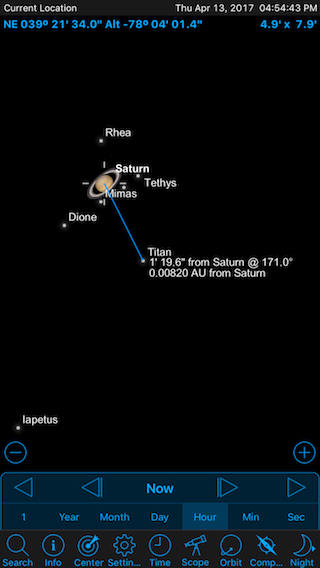 Current Location Thu Apr 13, 2017 04:54:43 PM
NE 039º 21' 34.0" Alt -78º 04' 01.4" 4.9' x 7.9'
Rhea
Saturn
Tethys
Mimas
Dione
Titan
1' 19.6" from Saturn @ 171.0°
0.00820 AU from Saturn
Iapetus
Now
1 Year Month Day Hour Min Sec
Search Info Center Settin... Time Scope Orbit Comp... Night